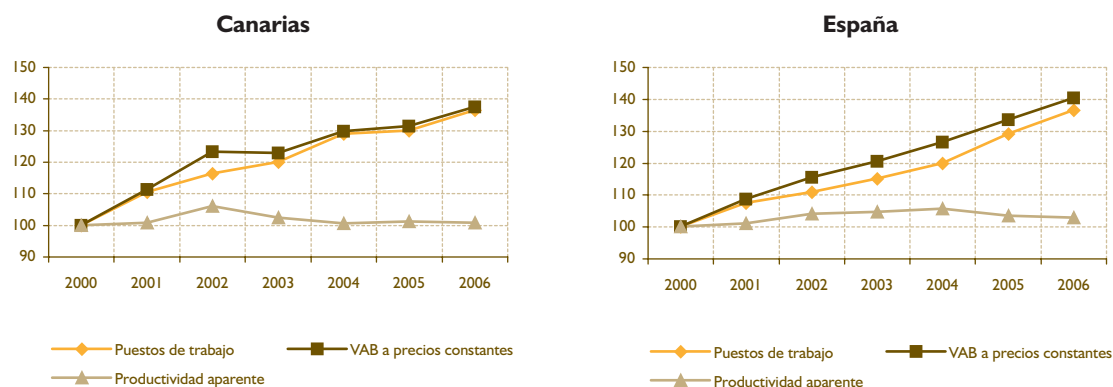 Canarias
150
140
130
120
110
100
90
2000 2001 2002 2003 2004 2005 2006
Puestos de trabajo
VAB a precios constantes
Productividad aparente
España
150
140
130
120
110
100
90
2000 2001 2002 2003 2004 2005 2006
Puestos de trabajo
VAB a precios constantes
Productividad aparente